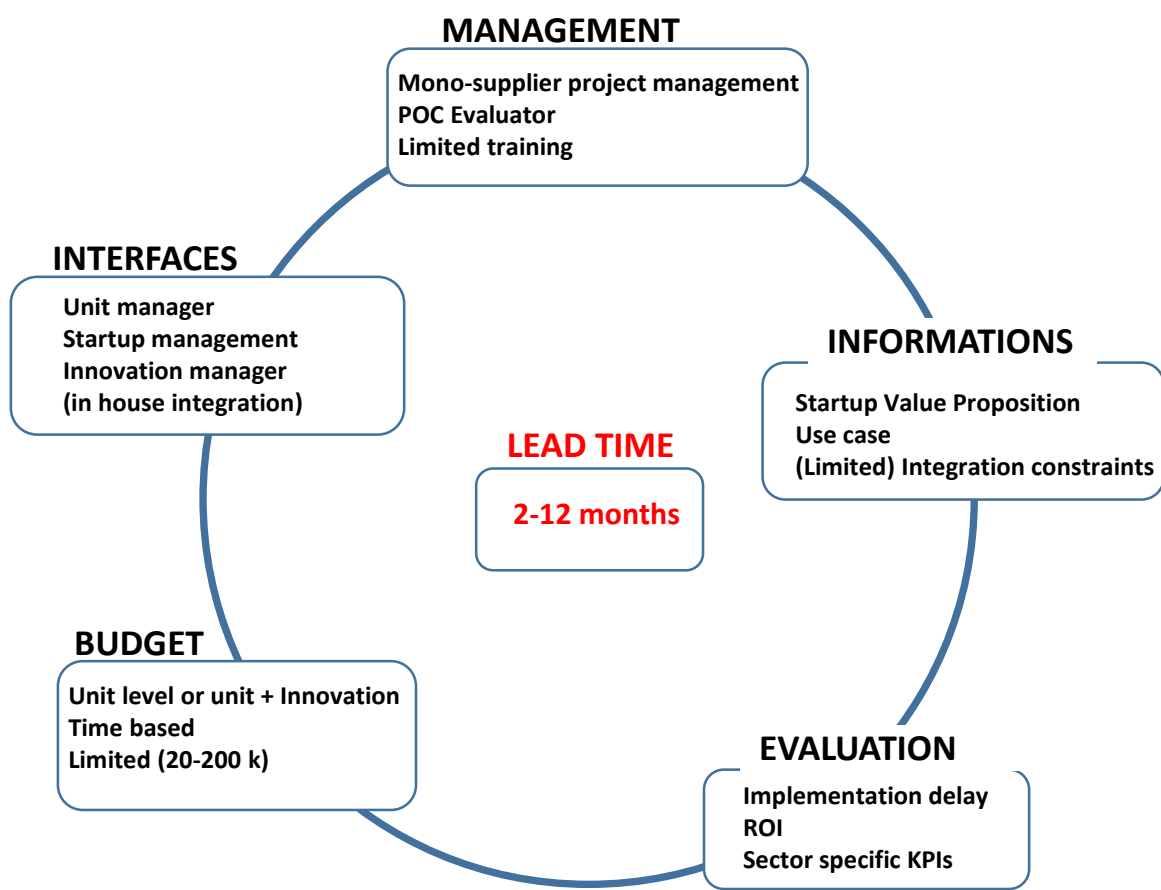 MANAGEMENT
Mono-supplier project management
POC Evaluator
Limited training
INTERFACES
Unit manager
Startup management
Innovation manager
(in house integration)
INFORMATIONS
Startup Value Proposition
Use case
(Limited) Integration constraints
LEAD TIME
2-12 months
BUDGET
Unit level or unit + Innovation
Time based
Limited (20-200 k)
EVALUATION
Implementation delay
ROI
Sector specific KPIs